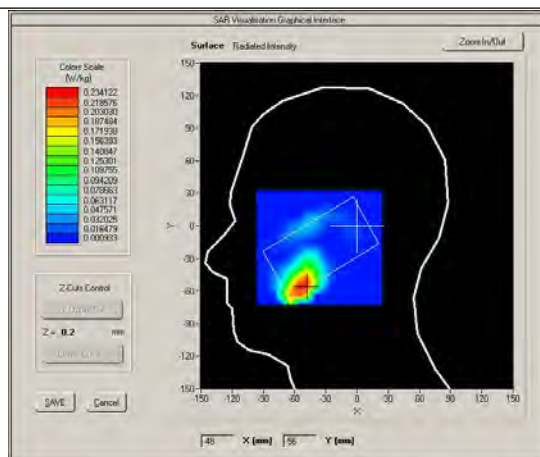 SAR Visualisation Graphical Interface
Surface Radiated Intensity
Zoom In/Out
Colors Scale
(W/kg)
0.234122
0.218576
0.203030
0.187484
0.171938
0.156393
0.140847
0.125301
0.109755
0.094209
0.078663
0.063117
0.047571
0.032025
0.016479
0.000933
150
120
90
60
30
0
-30
-60
-90
-120
-150
Y
-150 -120 -90 -60 -30 0 30 60 90 120 150
X
Z-Cuts Control
Z = 0.2 mm
SAVE
Cancel
X (mm)
Y (mm)